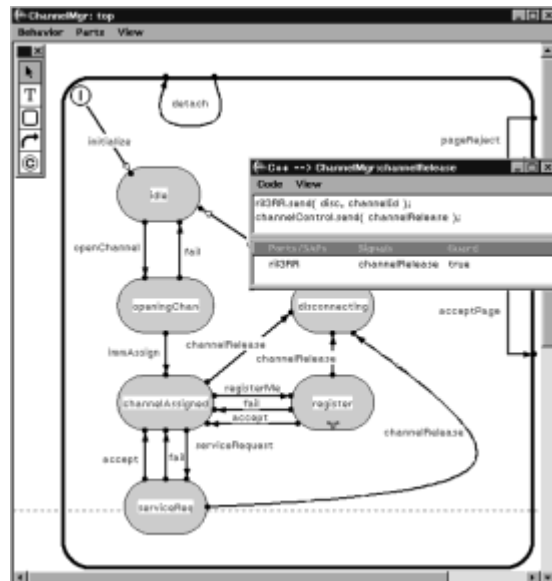 ChannelMgr: top
Behavior Parts View
T
C
I
detach
initialize
pageReject
idle
C++ --> ChannelMgr:channelRelease
Code View
ril3RR.send( disc, channelId );
channelControl.send( channelRelease );
Ports/SAPs Signals Guard
ril3RR channelRelease true
openChannel
fail
openingChan
disconnecting
acceptPage
immAssign
channelRelease
channelRelease
registerMe
channelAssigned
fail
register
accept
serviceRequest
channelRelease
accept
fail
serviceReq